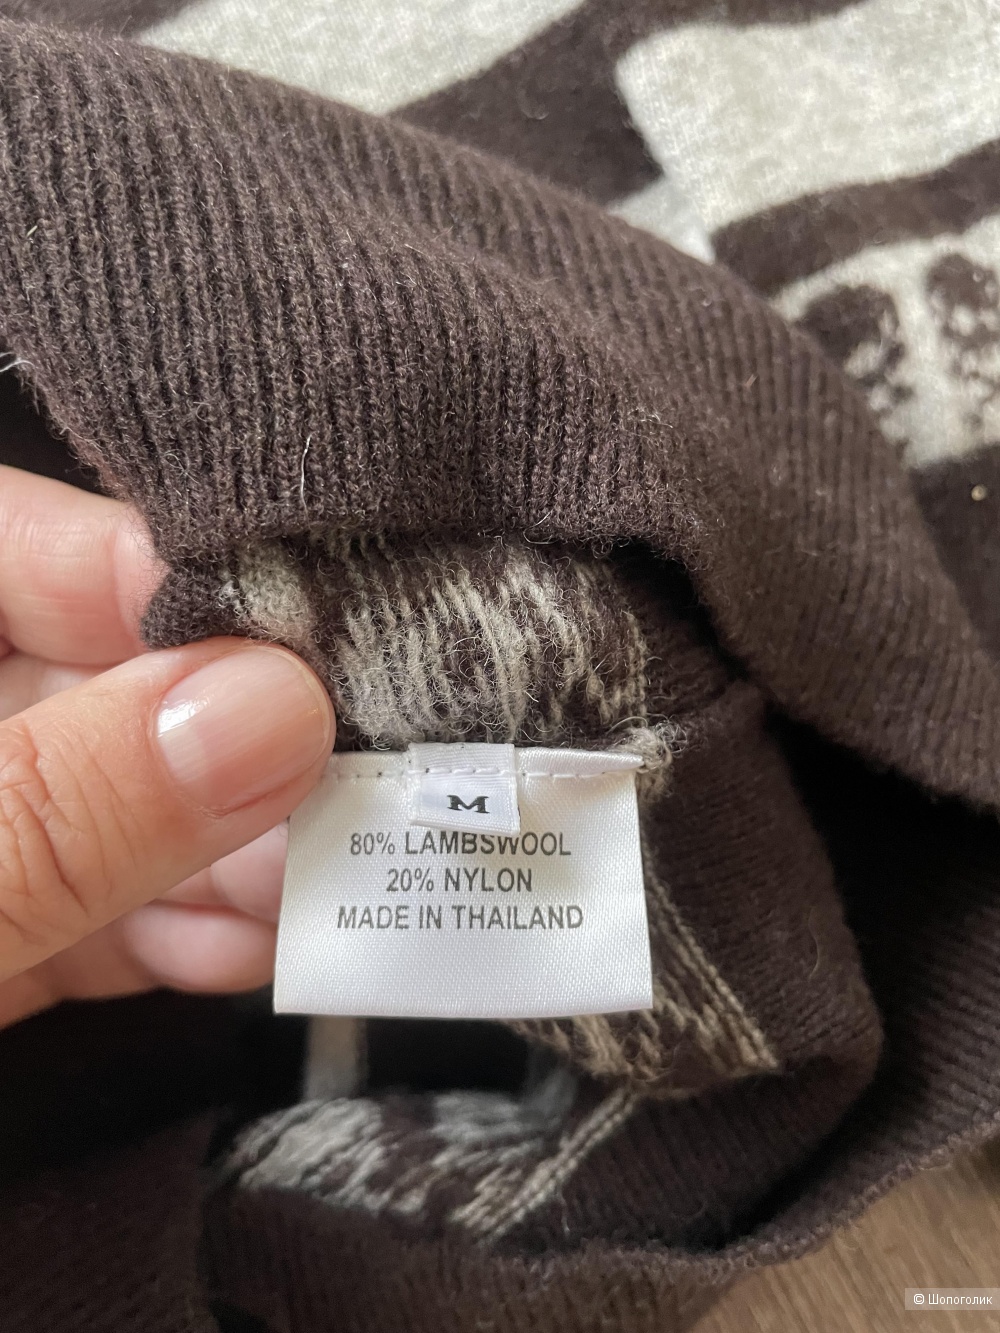 M
80% LAMBSWOOL
20% NYLON
MADE IN THAILAND
© Шопоголик